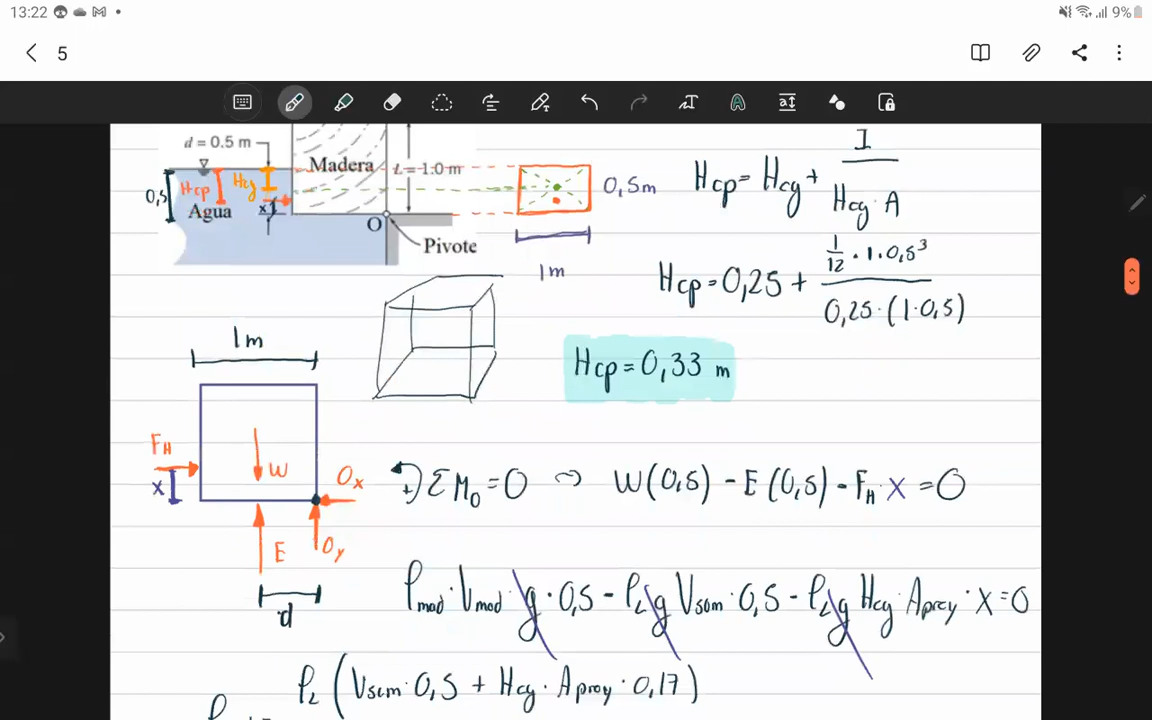 13:22
9%
5
d = 0.5 m
Hcp = Hcg + I / Hcg · A
Madera
L = 1.0 m
0,5 Hcp Hcg
0,5m
Agua
x
O
Pivote
1m
Hcp = 0,25 + 1/12 · 1 · 0,5³ / 0,25 · (1 · 0,5)
1m
Hcp = 0,33 m
FH
W
x
Ox
ΣMo = 0 ⇔ W(0,5) - E(0,5) - FH · x = 0
E
Oy
d
ρmad · Vmad · g · 0,5 - ρL g Vsum · 0,5 - ρL g Hcg · Aproy · x = 0
ρL (Vsum · 0,5 + Hcg · Aproy · 0,17)